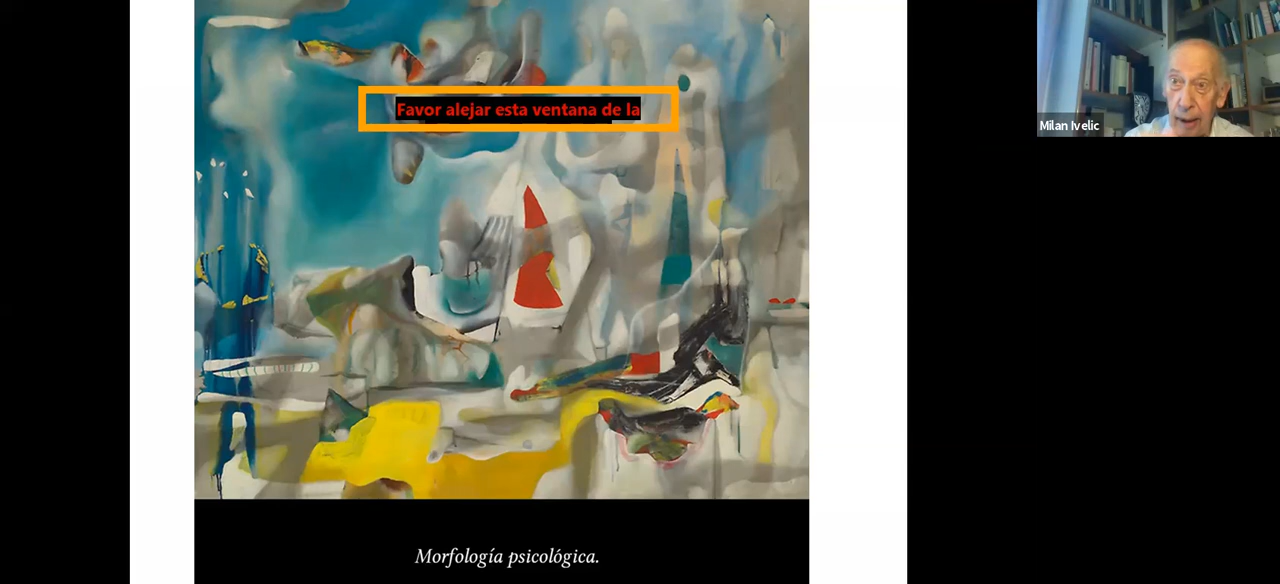 Favor alejar esta ventana de la
Milan Ivelic
Morfología psicológica.